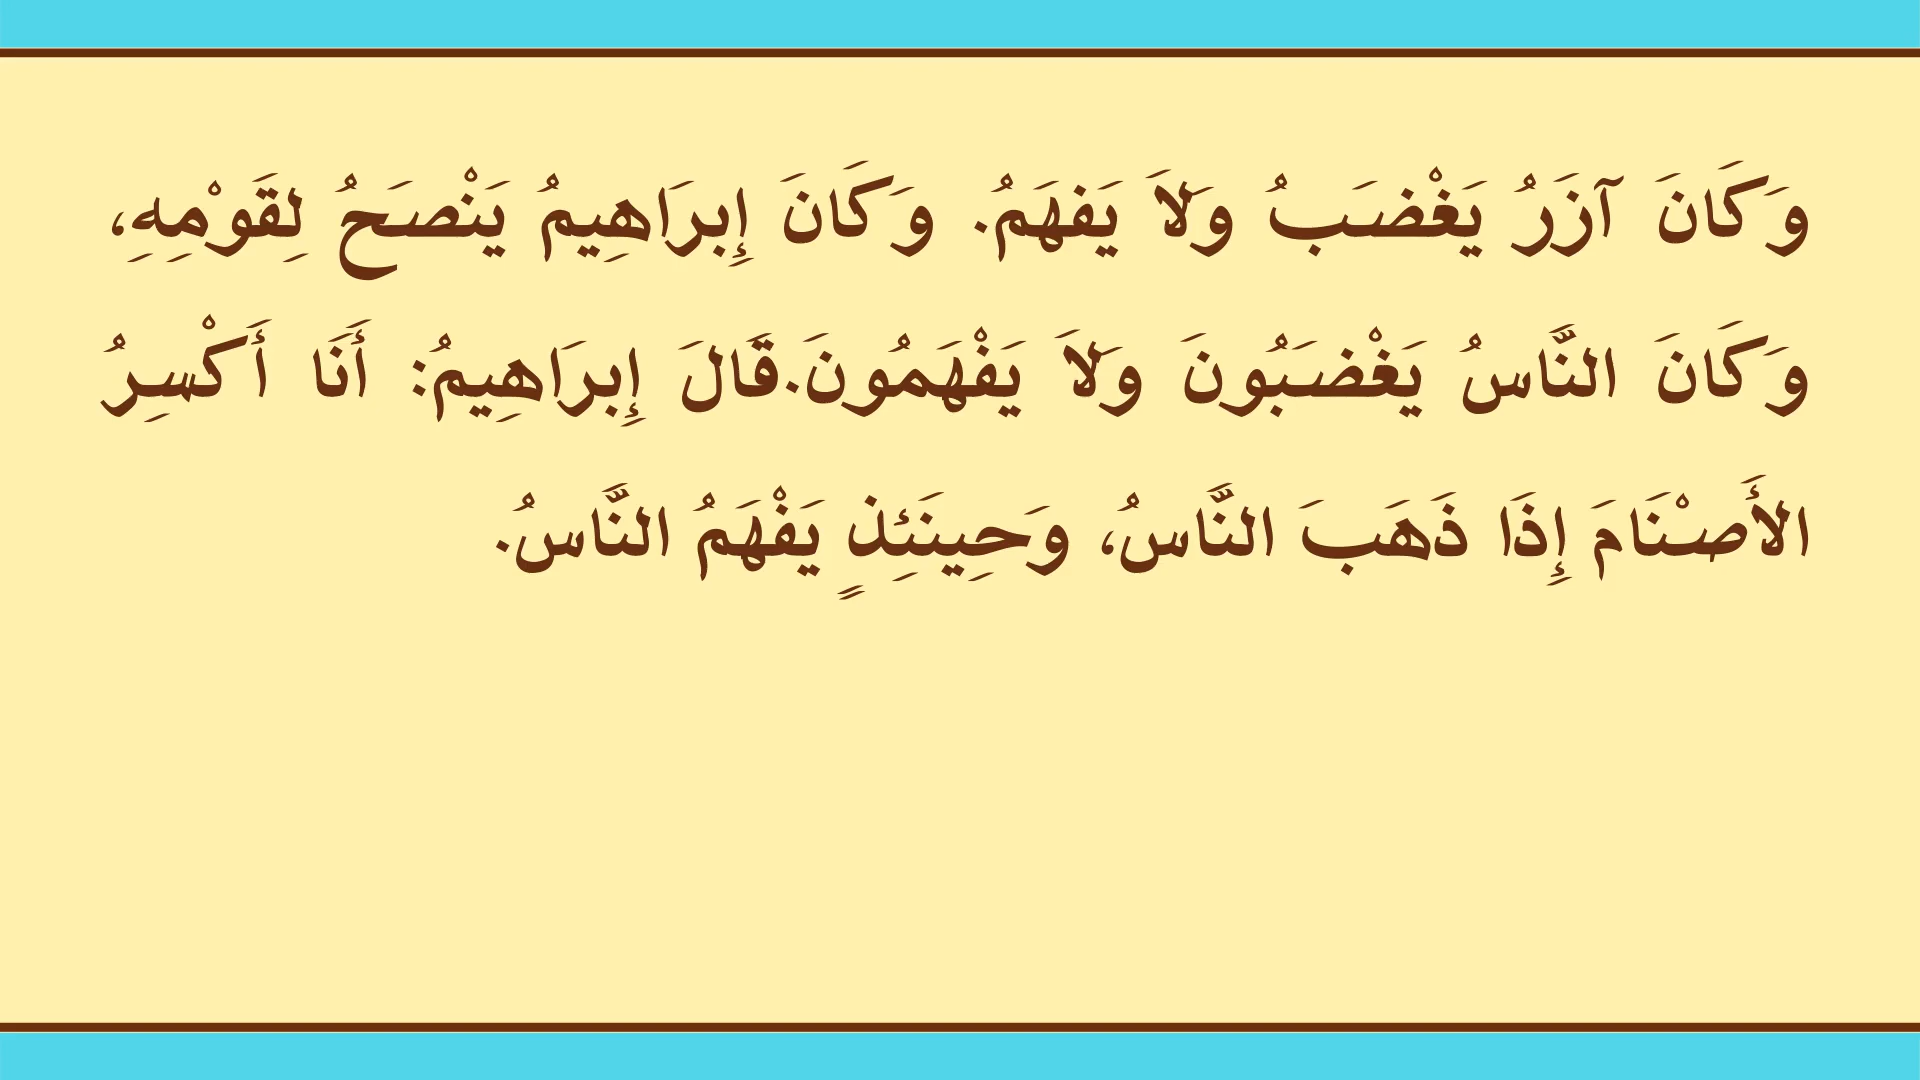 وَكَانَ آزَرُ يَغْضَبُ وَلاَ يَفهَمُ. وَكَانَ إِبرَاهِيمُ يَنْصَحُ لِقَوْمِهِ،
وَكَانَ النَّاسُ يَغْضَبُونَ وَلاَ يَفْهَمُونَ.قَالَ إِبرَاهِيمُ: أَنَا أَكْسِرُ
الأَصْنَامَ إِذَا ذَهَبَ النَّاسُ، وَحِينَئِذٍ يَفْهَمُ النَّاسُ.